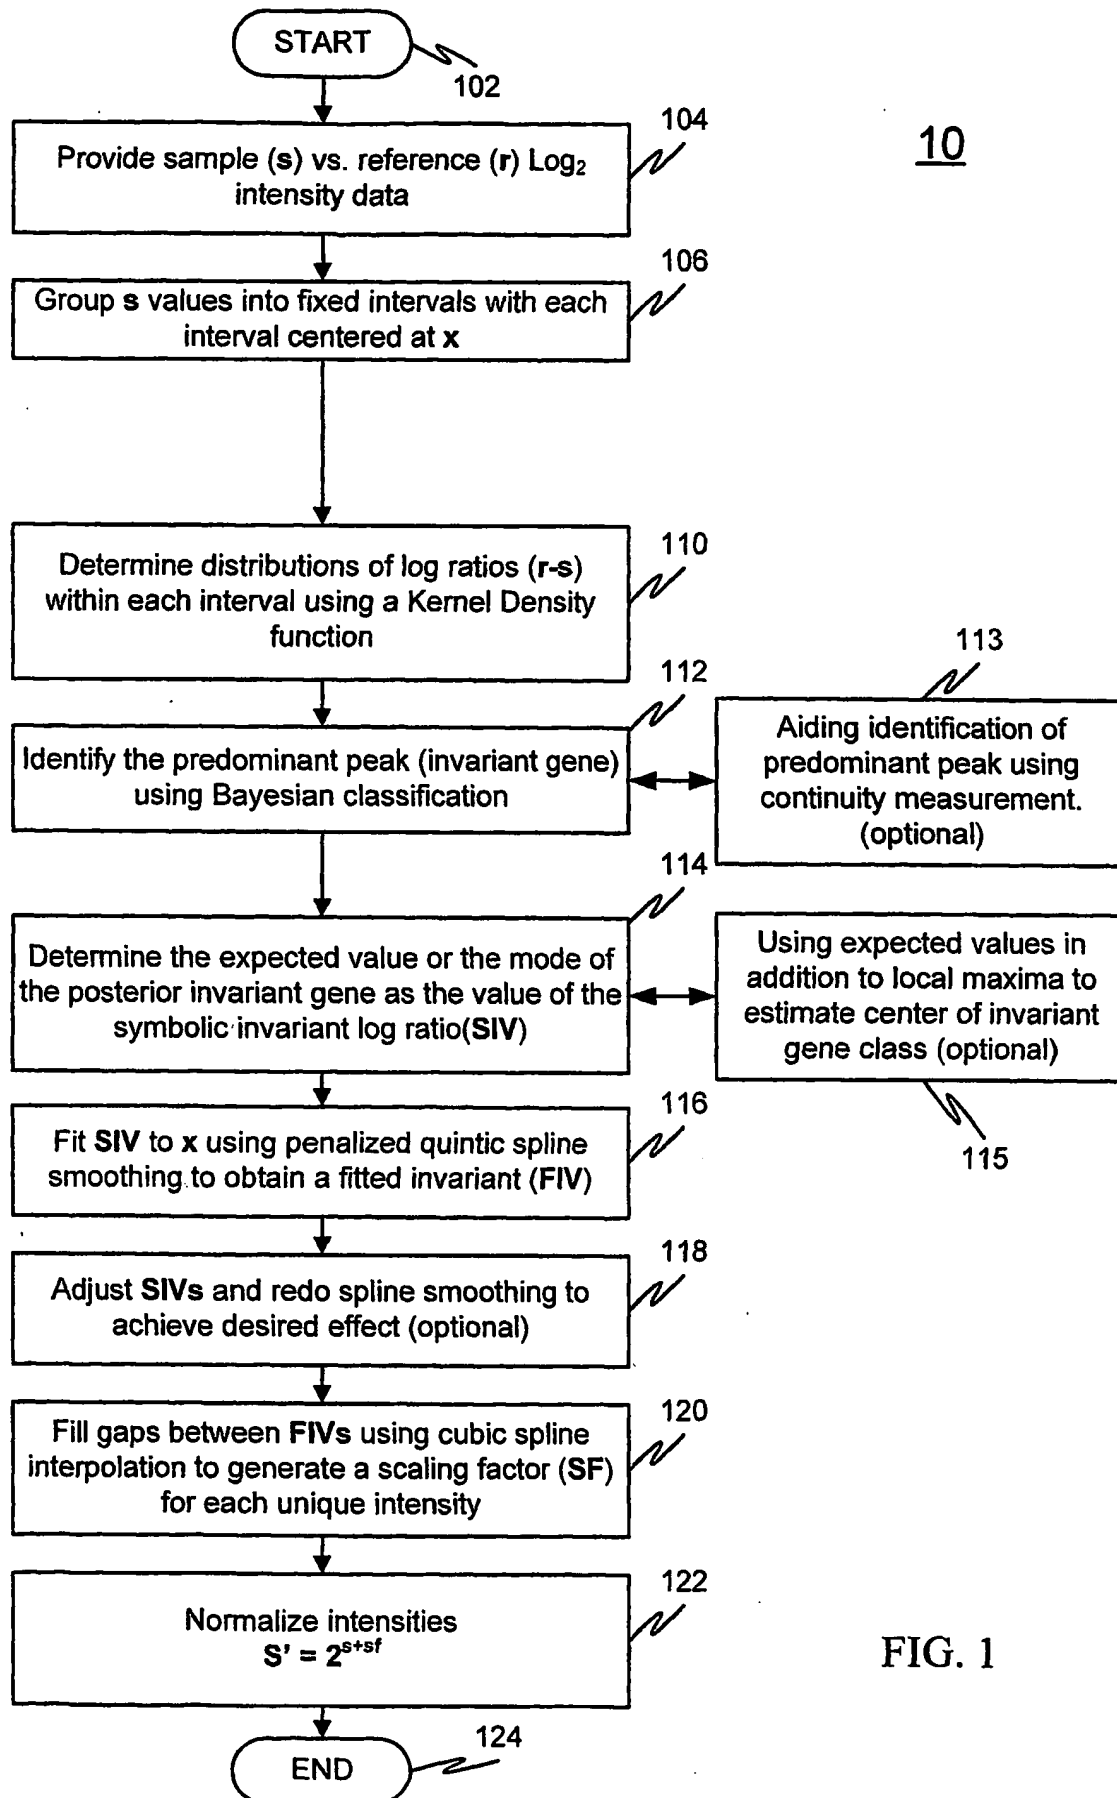 START
102
10
104
Provide sample (s) vs. reference (r) Log₂
intensity data
106
Group s values into fixed intervals with each
interval centered at x
110
Determine distributions of log ratios (r-s)
within each interval using a Kernel Density
function
112
Identify the predominant peak (invariant gene)
using Bayesian classification
113
Aiding identification of
predominant peak using
continuity measurement.
(optional)
114
Determine the expected value or the mode of
the posterior invariant gene as the value of the
symbolic invariant log ratio(SIV)
Using expected values in
addition to local maxima to
estimate center of invariant
gene class (optional)
115
116
Fit SIV to x using penalized quintic spline
smoothing to obtain a fitted invariant (FIV)
118
Adjust SIVs and redo spline smoothing to
achieve desired effect (optional)
120
Fill gaps between FIVs using cubic spline
interpolation to generate a scaling factor (SF)
for each unique intensity
122
Normalize intensities
S' = 2^{s+sf}
FIG. 1
124
END